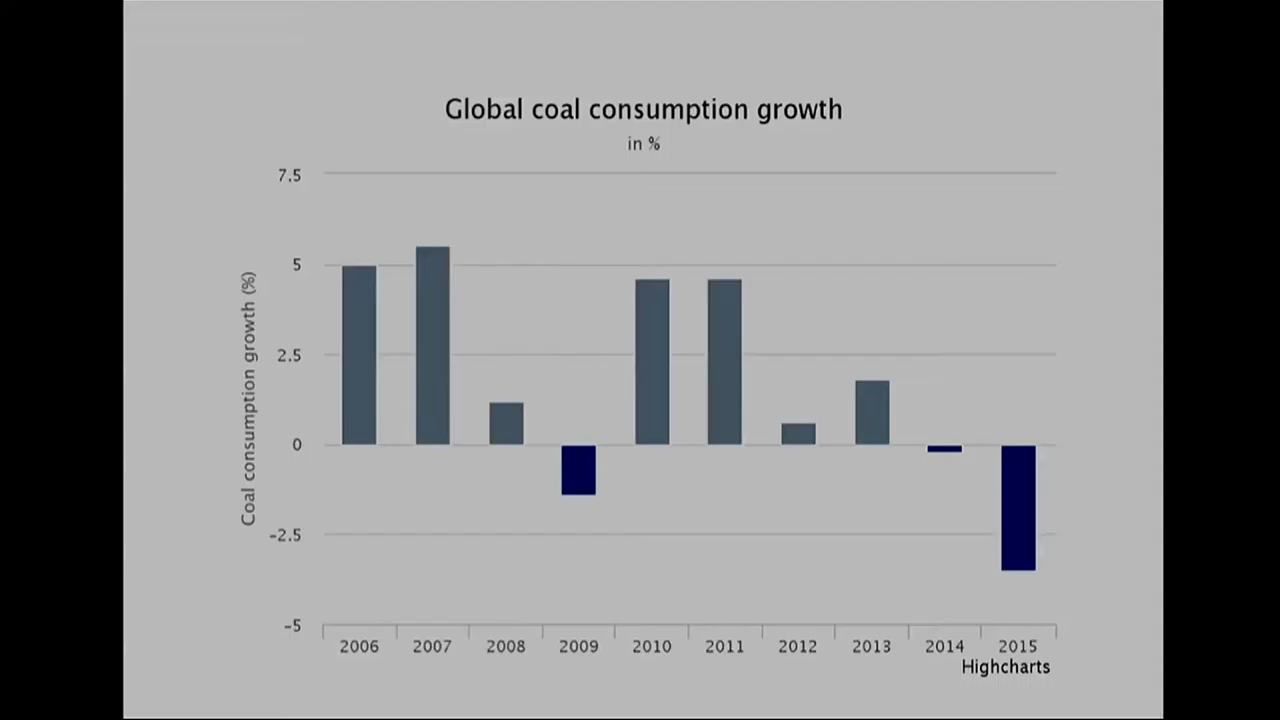 Global coal consumption growth
in %
Coal consumption growth (%)
7.5
5
2.5
0
−2.5
−5
2006 2007 2008 2009 2010 2011 2012 2013 2014 2015
Highcharts